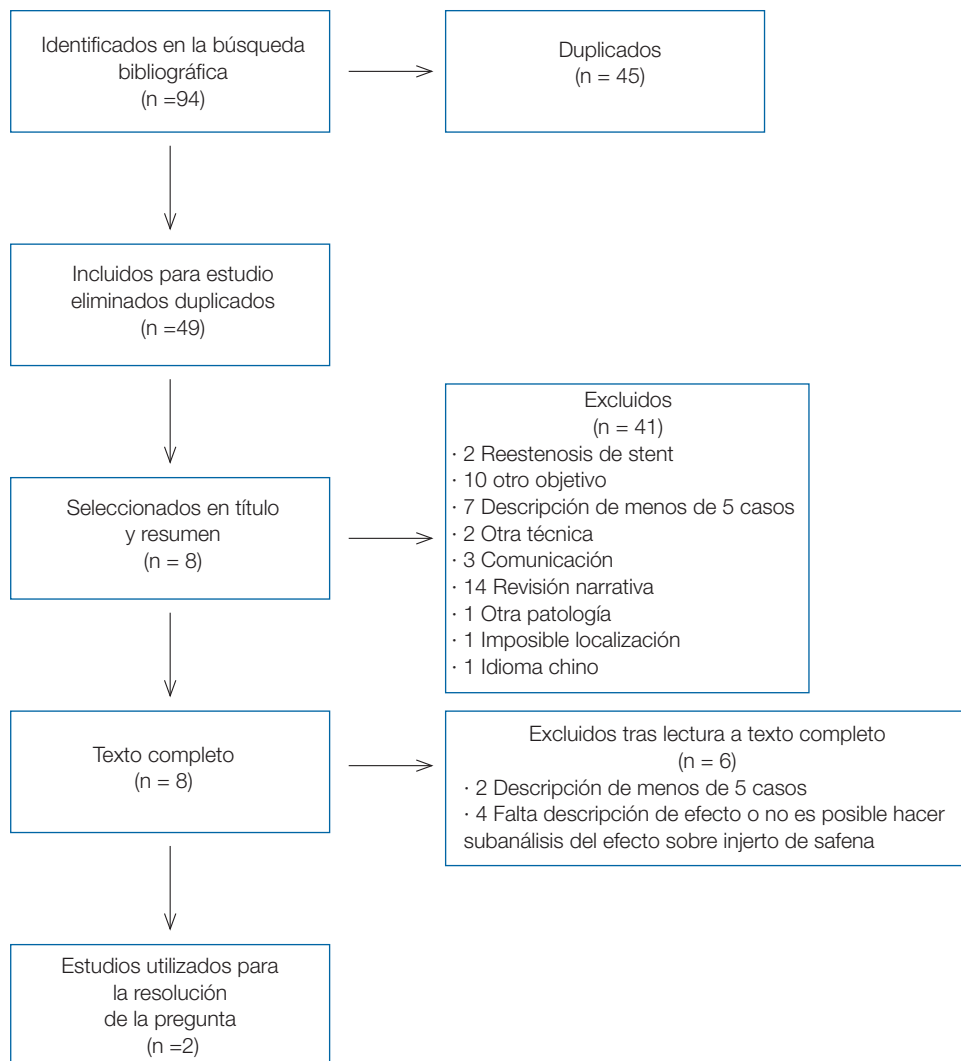 Identificados en la búsqueda
bibliográfica
(n =94)
Duplicados
(n = 45)
Incluidos para estudio
eliminados duplicados
(n =49)
Seleccionados en título
y resumen
(n = 8)
Excluidos
(n = 41)
· 2 Reestenosis de stent
· 10 otro objetivo
· 7 Descripción de menos de 5 casos
· 2 Otra técnica
· 3 Comunicación
· 14 Revisión narrativa
· 1 Otra patología
· 1 Imposible localización
· 1 Idioma chino
Texto completo
(n = 8)
Excluidos tras lectura a texto completo
(n = 6)
· 2 Descripción de menos de 5 casos
· 4 Falta descripción de efecto o no es posible hacer
subanálisis del efecto sobre injerto de safena
Estudios utilizados para
la resolución
de la pregunta
(n =2)